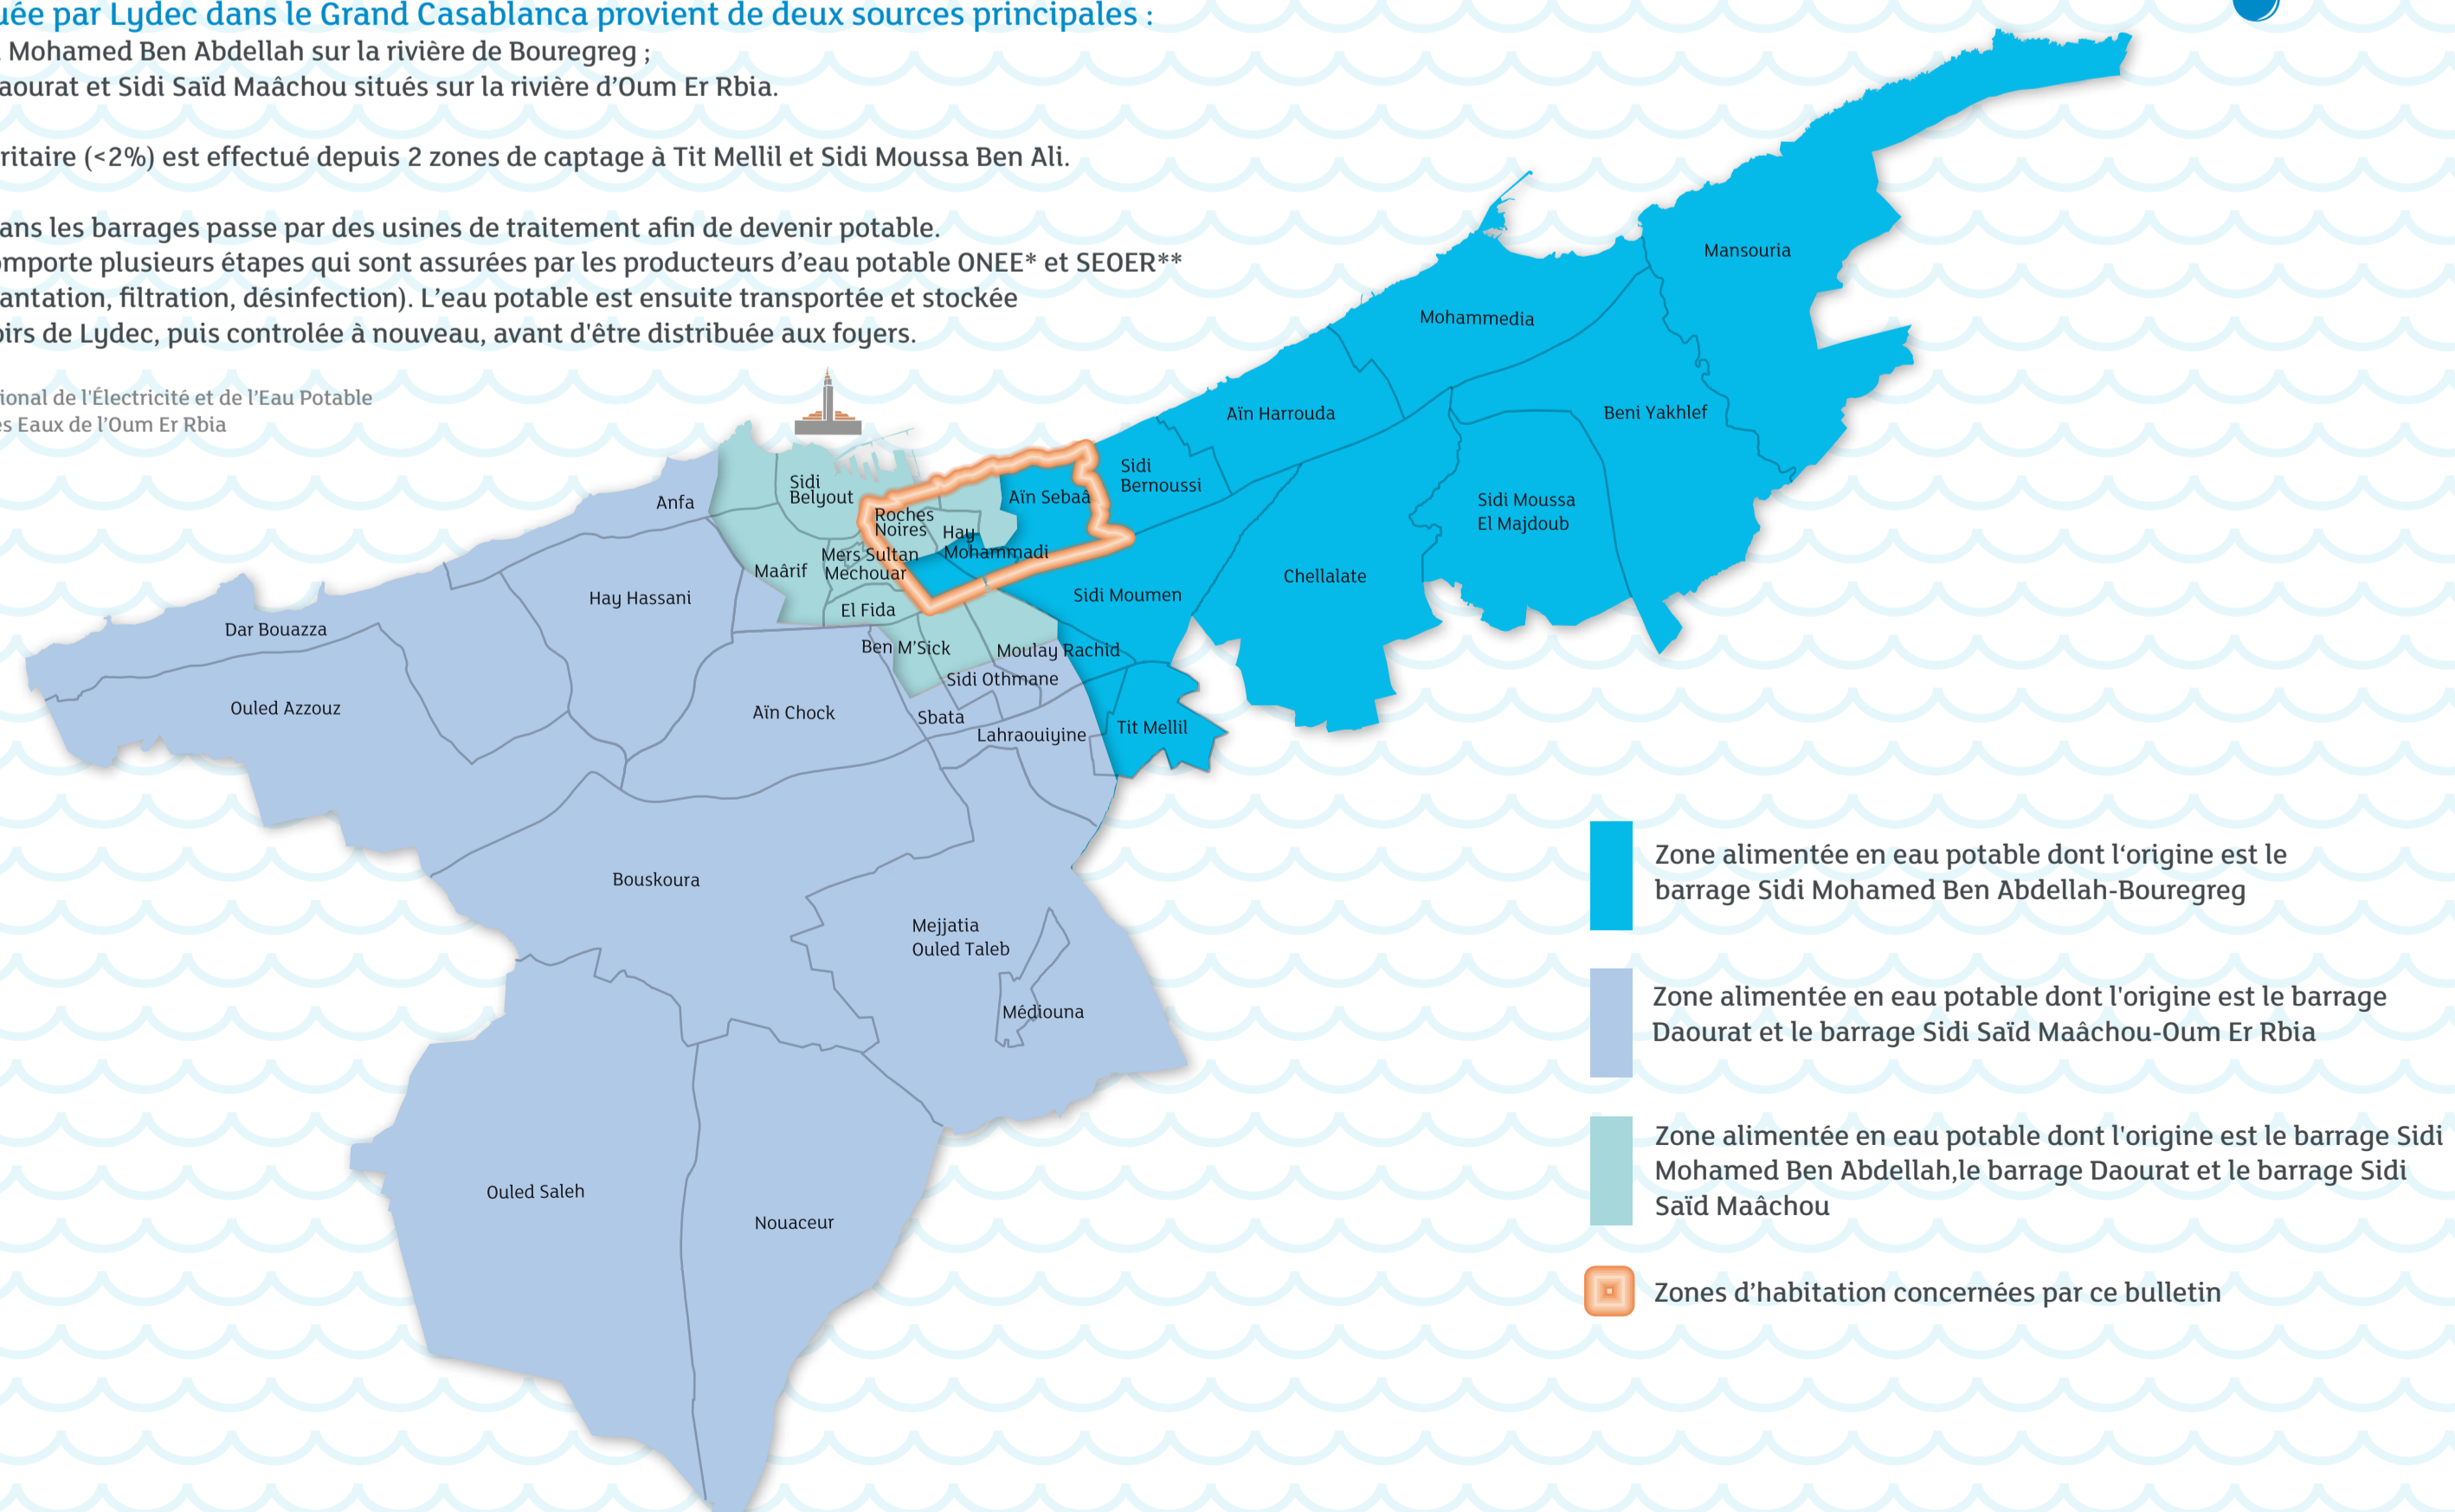 uée par Lydec dans le Grand Casablanca provient de deux sources principales :
Mohamed Ben Abdellah sur la rivière de Bouregreg ;
aourat et Sidi Saïd Maâchou situés sur la rivière d’Oum Er Rbia.
ritaire (<2%) est effectué depuis 2 zones de captage à Tit Mellil et Sidi Moussa Ben Ali.
ans les barrages passe par des usines de traitement afin de devenir potable.
omporte plusieurs étapes qui sont assurées par les producteurs d’eau potable ONEE* et SEOER**
antation, filtration, désinfection). L’eau potable est ensuite transportée et stockée
oirs de Lydec, puis controlée à nouveau, avant d'être distribuée aux foyers.
ional de l'Électricité et de l’Eau Potable
es Eaux de l’Oum Er Rbia
Mansouria
Mohammedia
Aïn Harrouda
Beni Yakhlef
Sidi
Bernoussi
Sidi Moussa
El Majdoub
Chellalate
Aïn Sebaâ
Sidi
Belyout
Anfa
Roches
Noires
Hay
Mohammadi
Mers Sultan
Mechouar
Maârif
El Fida
Sidi Moumen
Hay Hassani
Dar Bouazza
Ben M’Sick
Moulay Rachid
Sidi Othmane
Ouled Azzouz
Aïn Chock
Sbata
Lahraouiyine
Tit Mellil
Bouskoura
Mejjatia
Ouled Taleb
Médiouna
Ouled Saleh
Nouaceur
Zone alimentée en eau potable dont l‘origine est le
barrage Sidi Mohamed Ben Abdellah-Bouregreg
Zone alimentée en eau potable dont l'origine est le barrage
Daourat et le barrage Sidi Saïd Maâchou-Oum Er Rbia
Zone alimentée en eau potable dont l'origine est le barrage Sidi
Mohamed Ben Abdellah,le barrage Daourat et le barrage Sidi
Saïd Maâchou
Zones d’habitation concernées par ce bulletin